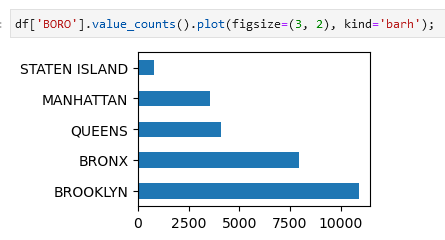 df['BORO'].value_counts().plot(figsize=(3, 2), kind='barh');
STATEN ISLAND
MANHATTAN
QUEENS
BRONX
BROOKLYN
0 2500 5000 7500 10000